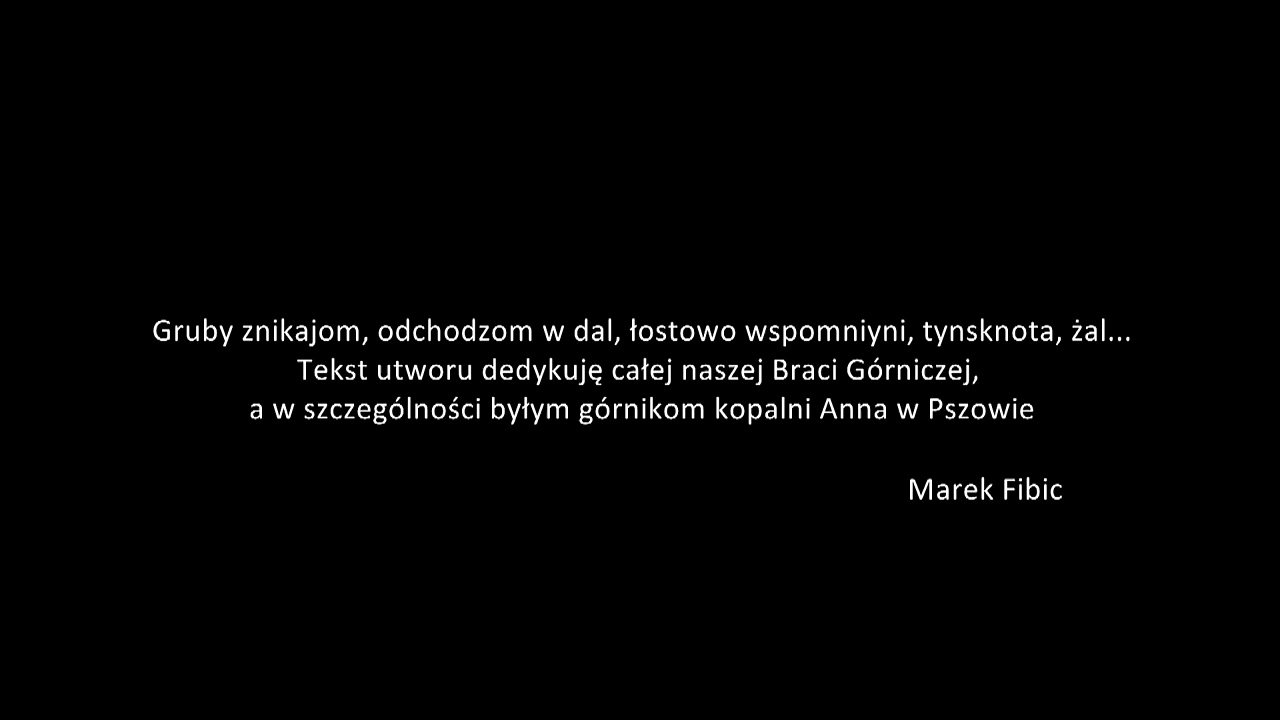 Gruby znikajom, odchodzom w dal, łostowo wspomniyni, tynsknota, żal...
Tekst utworu dedykuję całej naszej Braci Górniczej,
a w szczególności byłym górnikom kopalni Anna w Pszowie
Marek Fibic